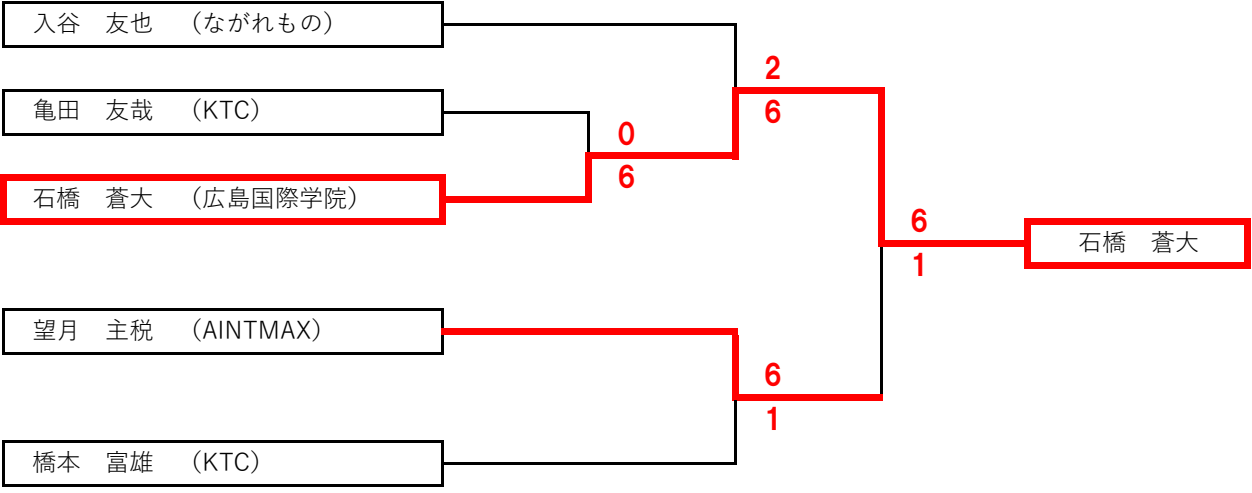 入谷　友也　（ながれもの）
2
亀田　友哉　（KTC）
6
0
6
石橋　蒼大　（広島国際学院）
6
石橋　蒼大
1
望月　主税　（AINTMAX）
6
1
橋本　富雄　（KTC）